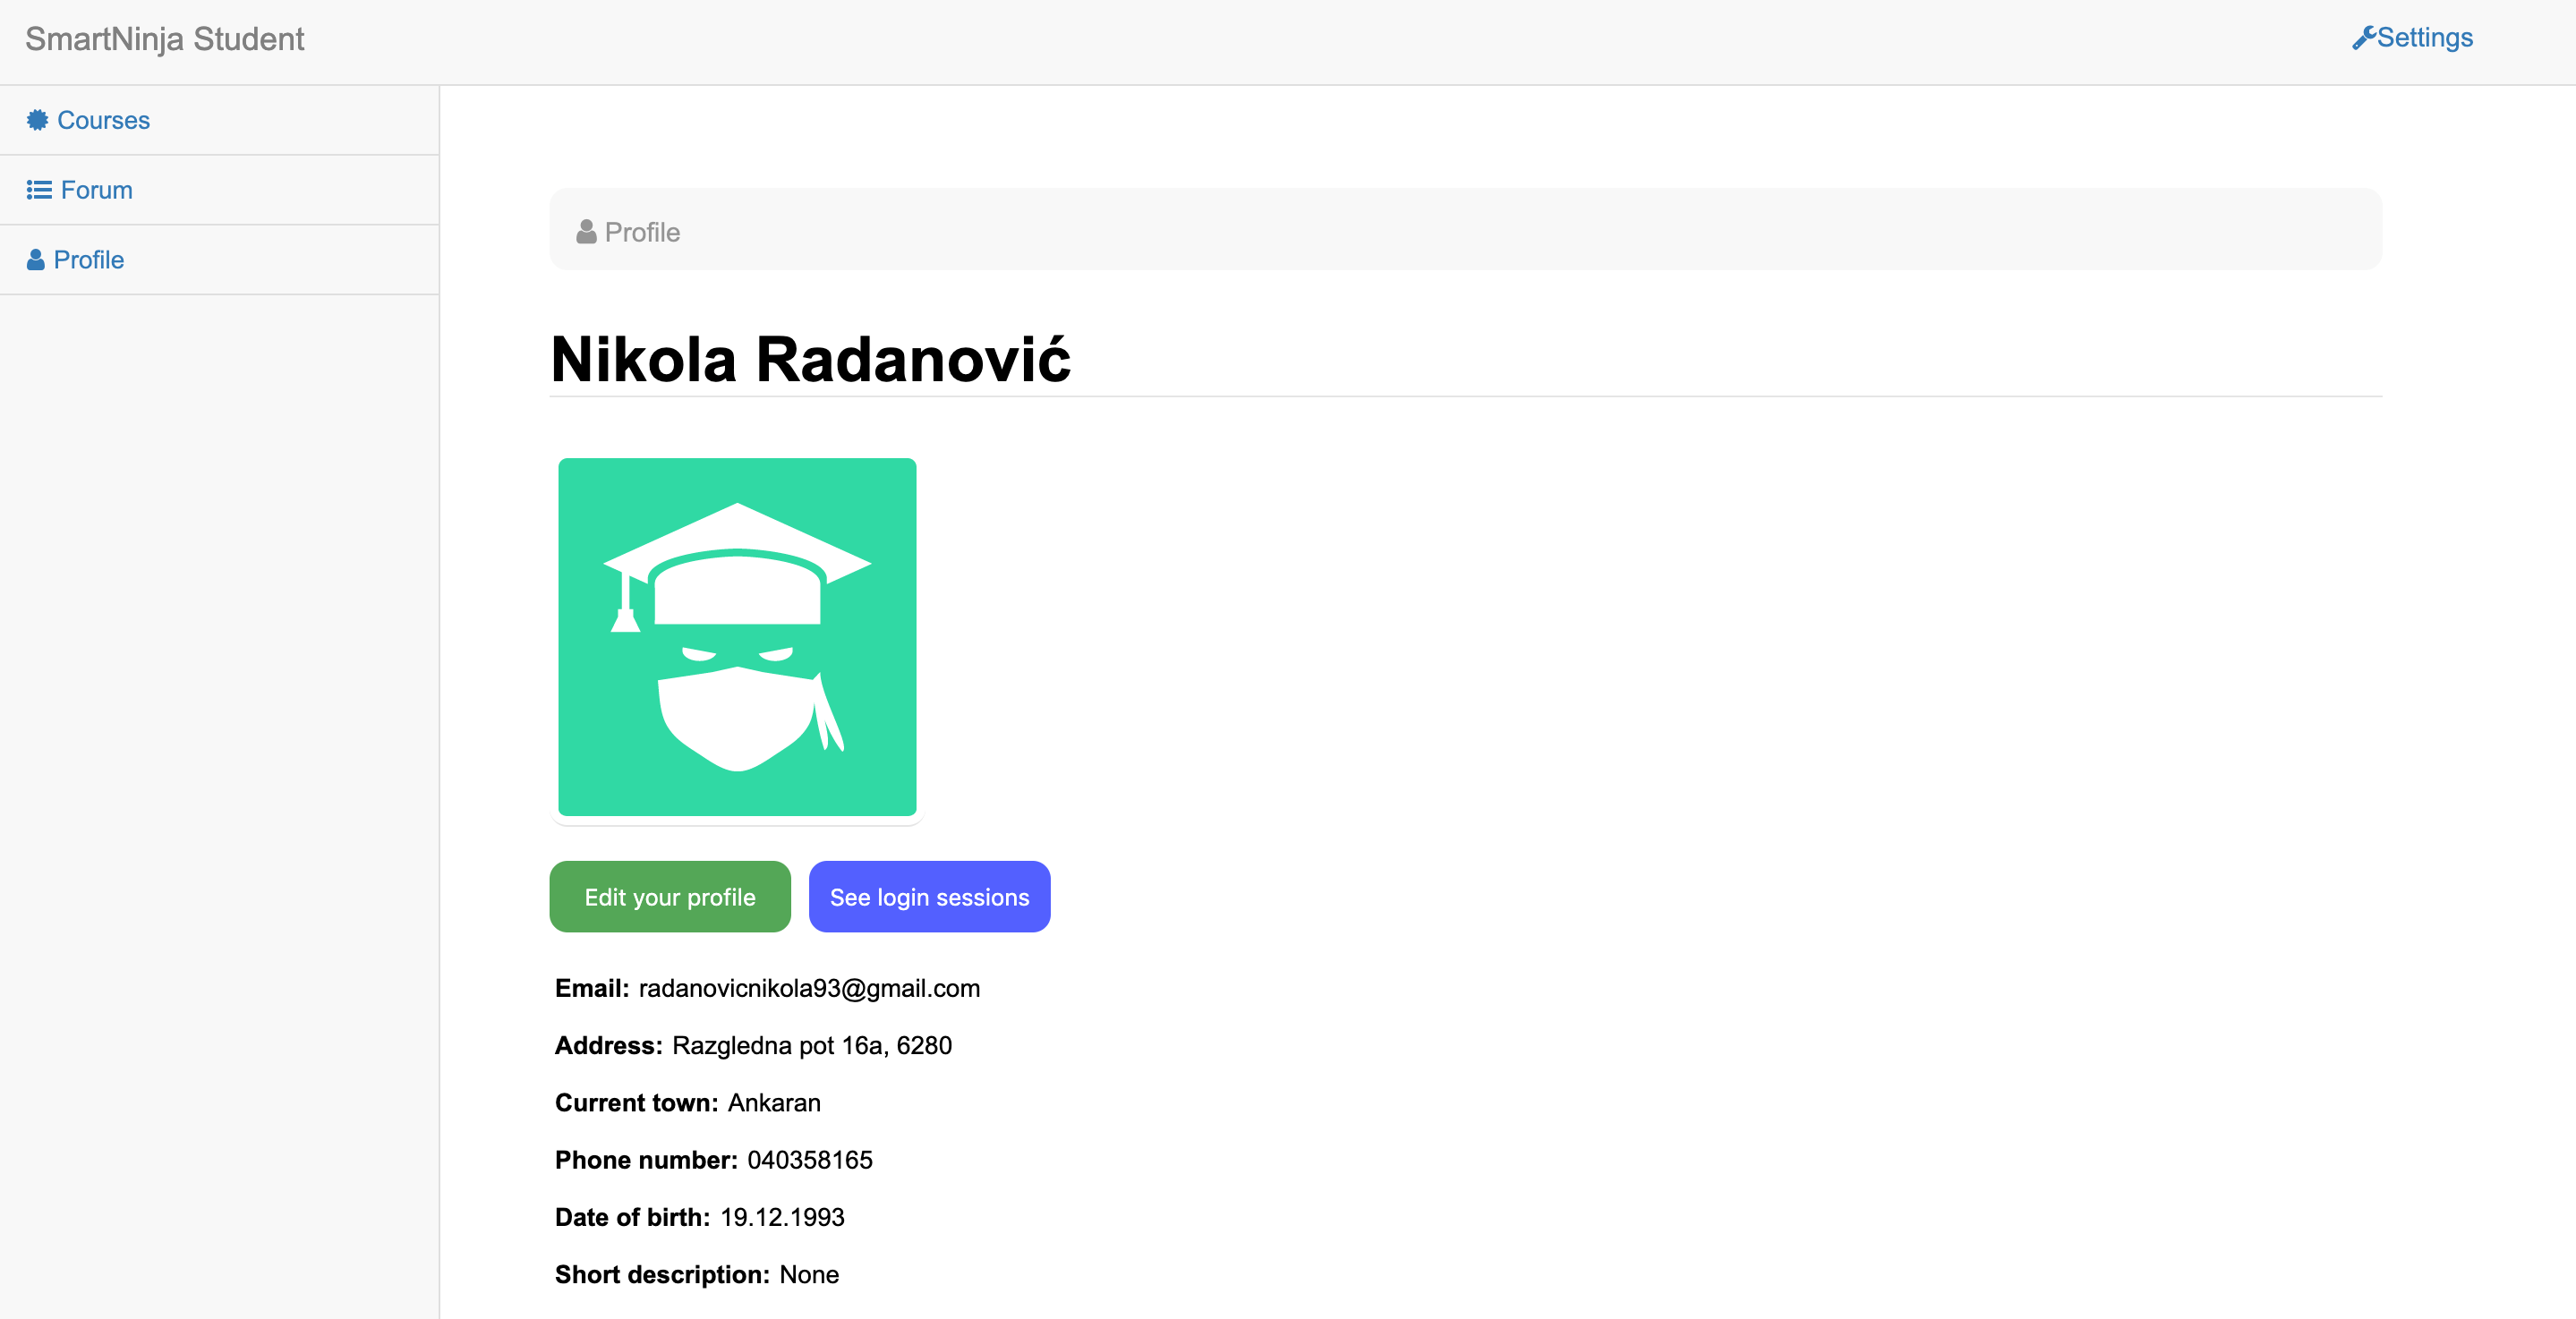 SmartNinja Student
Settings
Courses
Forum
Profile
Profile
Nikola Radanović
Edit your profile
See login sessions
Email: radanovicnikola93@gmail.com
Address: Razgledna pot 16a, 6280
Current town: Ankaran
Phone number: 040358165
Date of birth: 19.12.1993
Short description: None